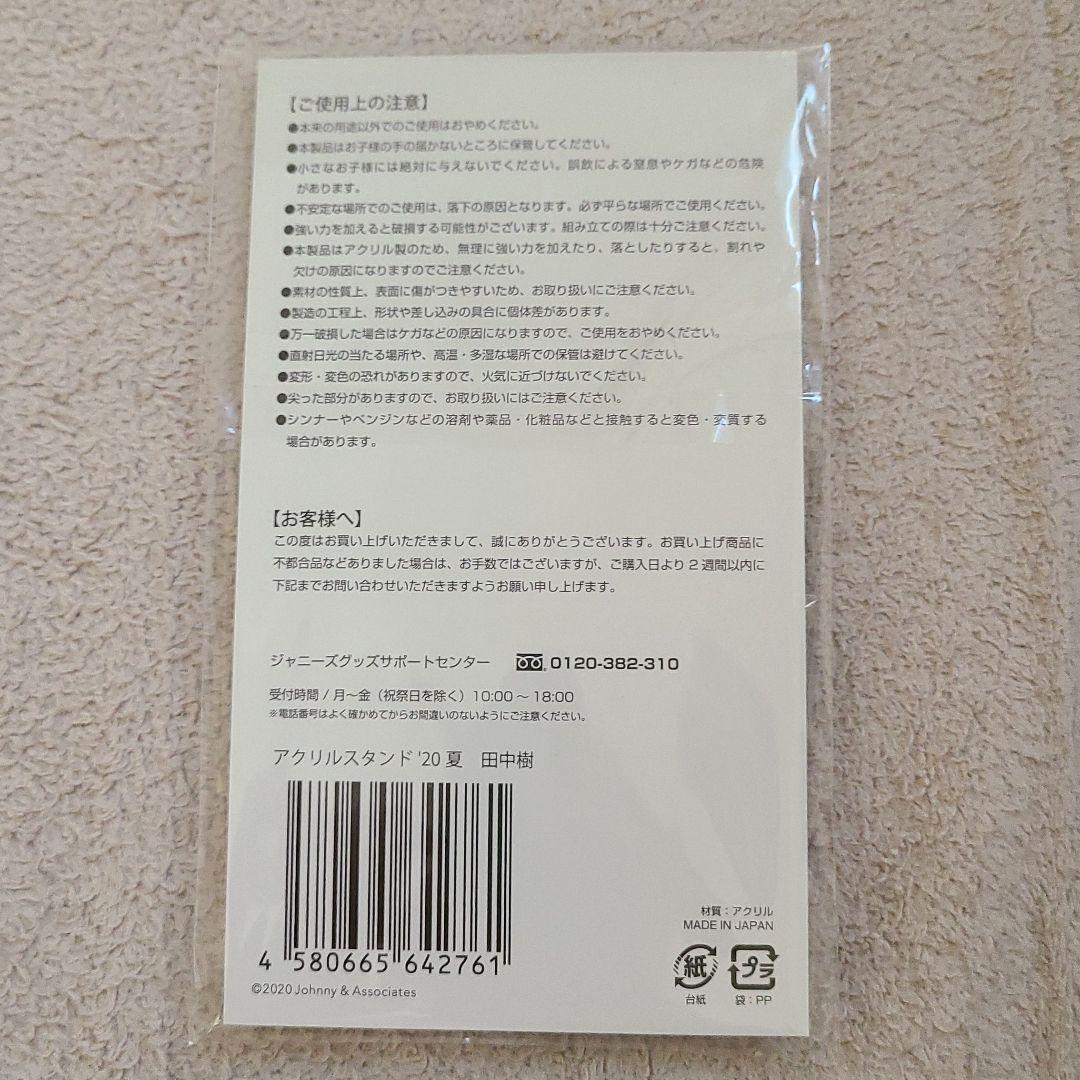 【ご使用上の注意】
●本来の用途以外でのご使用はおやめください。
●本製品はお子様の手の届かないところに保管してください。
●小さなお子様には絶対に与えないでください。誤飲による窒息やケガなどの危険
があります。
●不安定な場所でのご使用は、落下の原因となります。必ず平らな場所でご使用ください。
●強い力を加えると破損する可能性がございます。組み立ての際は十分ご注意ください。
●本製品はアクリル製のため、無理に強い力を加えたり、落としたりすると、割れや
欠けの原因になりますのでご注意ください。
●素材の性質上、表面に傷がつきやすいため、お取り扱いにご注意ください。
●製造の工程上、形状や差し込みの具合に個体差があります。
●万一破損した場合はケガなどの原因になりますので、ご使用をおやめください。
●直射日光の当たる場所や、高温・多湿な場所での保管は避けてください。
●変形・変色の恐れがありますので、火気に近づけないでください。
●尖った部分がありますので、お取り扱いにはご注意ください。
●シンナーやベンジンなどの溶剤や薬品・化粧品などと接触すると変色・変質する
場合があります。
【お客様へ】
この度はお買い上げいただきまして、誠にありがとうございます。お買い上げ商品に
不都合品などありました場合は、お手数ではございますが、ご購入日より2週間以内に
下記までお問い合わせいただきますようお願い申し上げます。
ジャニーズグッズサポートセンター 0120-382-310
受付時間 / 月～金（祝祭日を除く）10:00～18:00
※電話番号はよく確かめてからお間違いのないようにご注意ください。
アクリルスタンド '20 夏 田中樹
4 580665 642761
©2020 Johnny & Associates
材質：アクリル
MADE IN JAPAN
紙 プラ
台紙 袋：PP